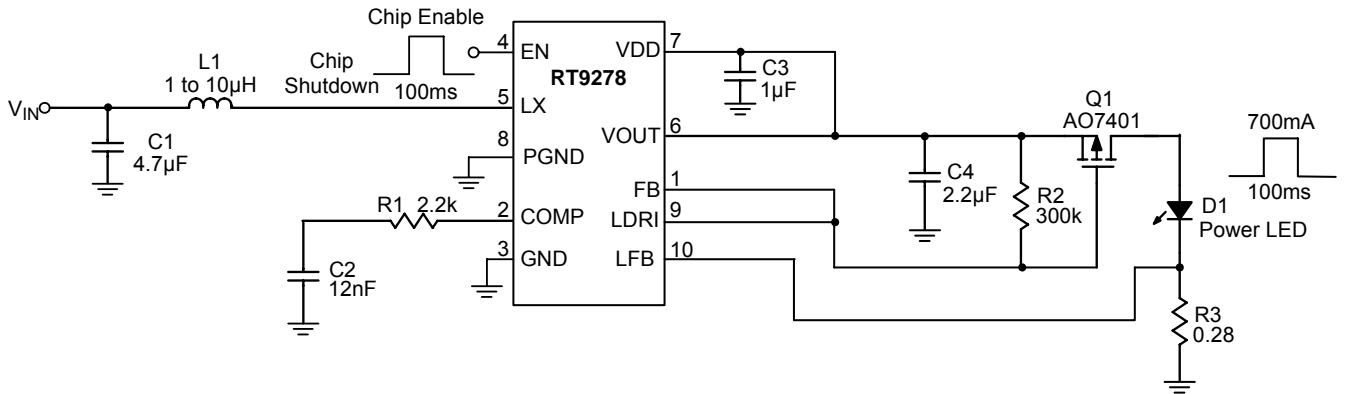 Chip Enable
Chip
Shutdown
100ms
L1
1 to 10µH
VIN
C1
4.7µF
RT9278
4
EN
5
LX
8
PGND
2
COMP
3
GND
R1 2.2k
C2
12nF
VDD
7
VOUT
6
FB
1
LDRI
9
LFB
10
C3
1µF
C4
2.2µF
R2
300k
Q1
AO7401
700mA
100ms
D1
Power LED
R3
0.28